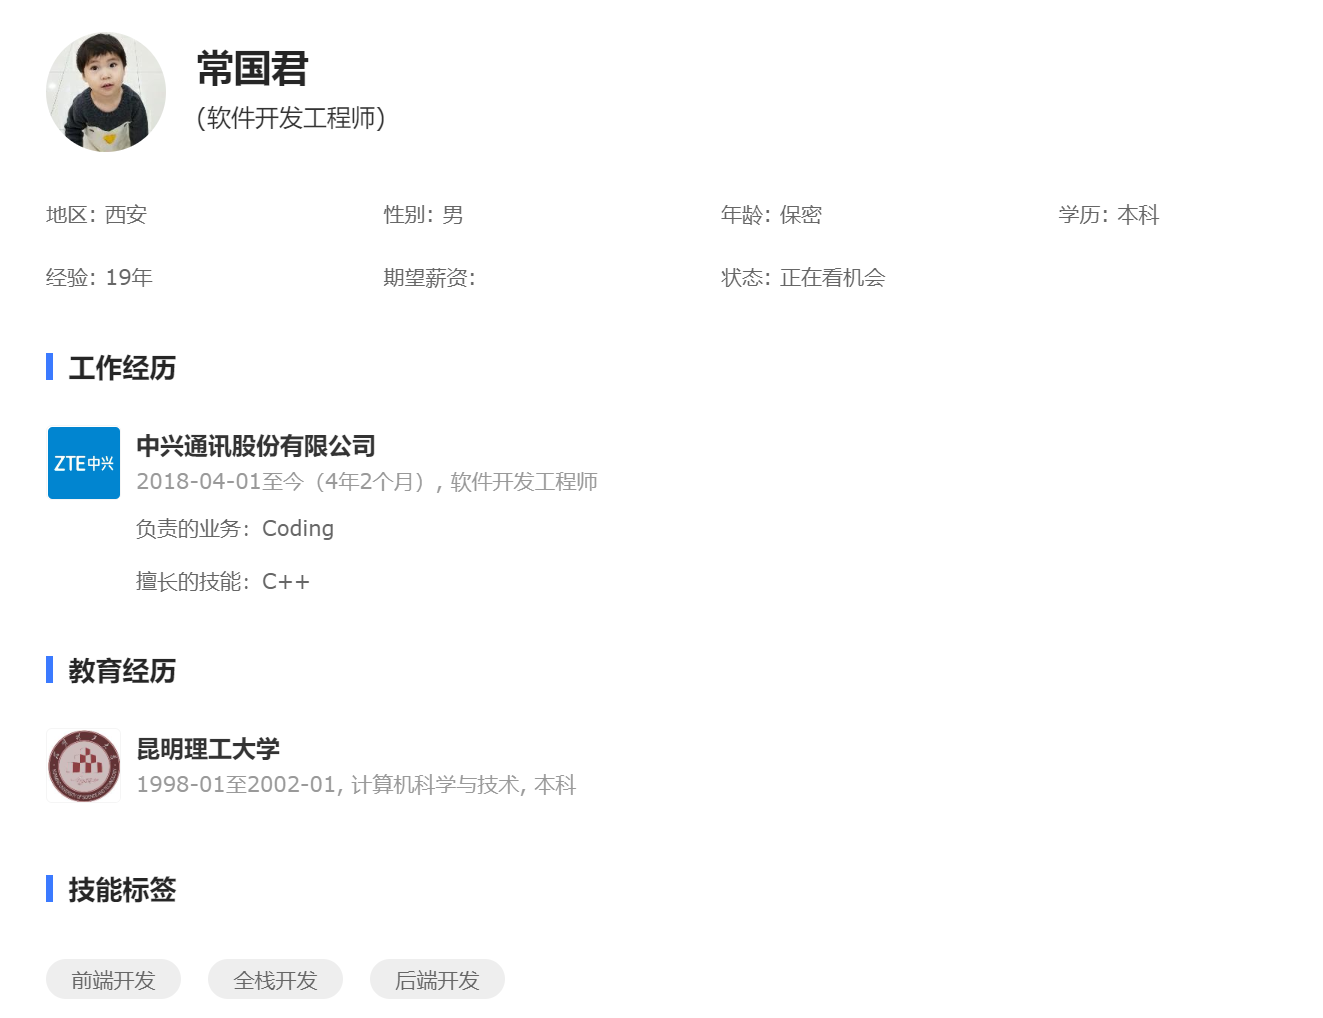 常国君
(软件开发工程师)
地区: 西安
性别: 男
年龄: 保密
学历: 本科
经验: 19年
期望薪资:
状态: 正在看机会
工作经历
ZTE中兴
中兴通讯股份有限公司
2018-04-01至今（4年2个月）, 软件开发工程师
负责的业务：Coding
擅长的技能：C++
教育经历
昆明理工大学
1998-01至2002-01, 计算机科学与技术, 本科
技能标签
前端开发
全栈开发
后端开发